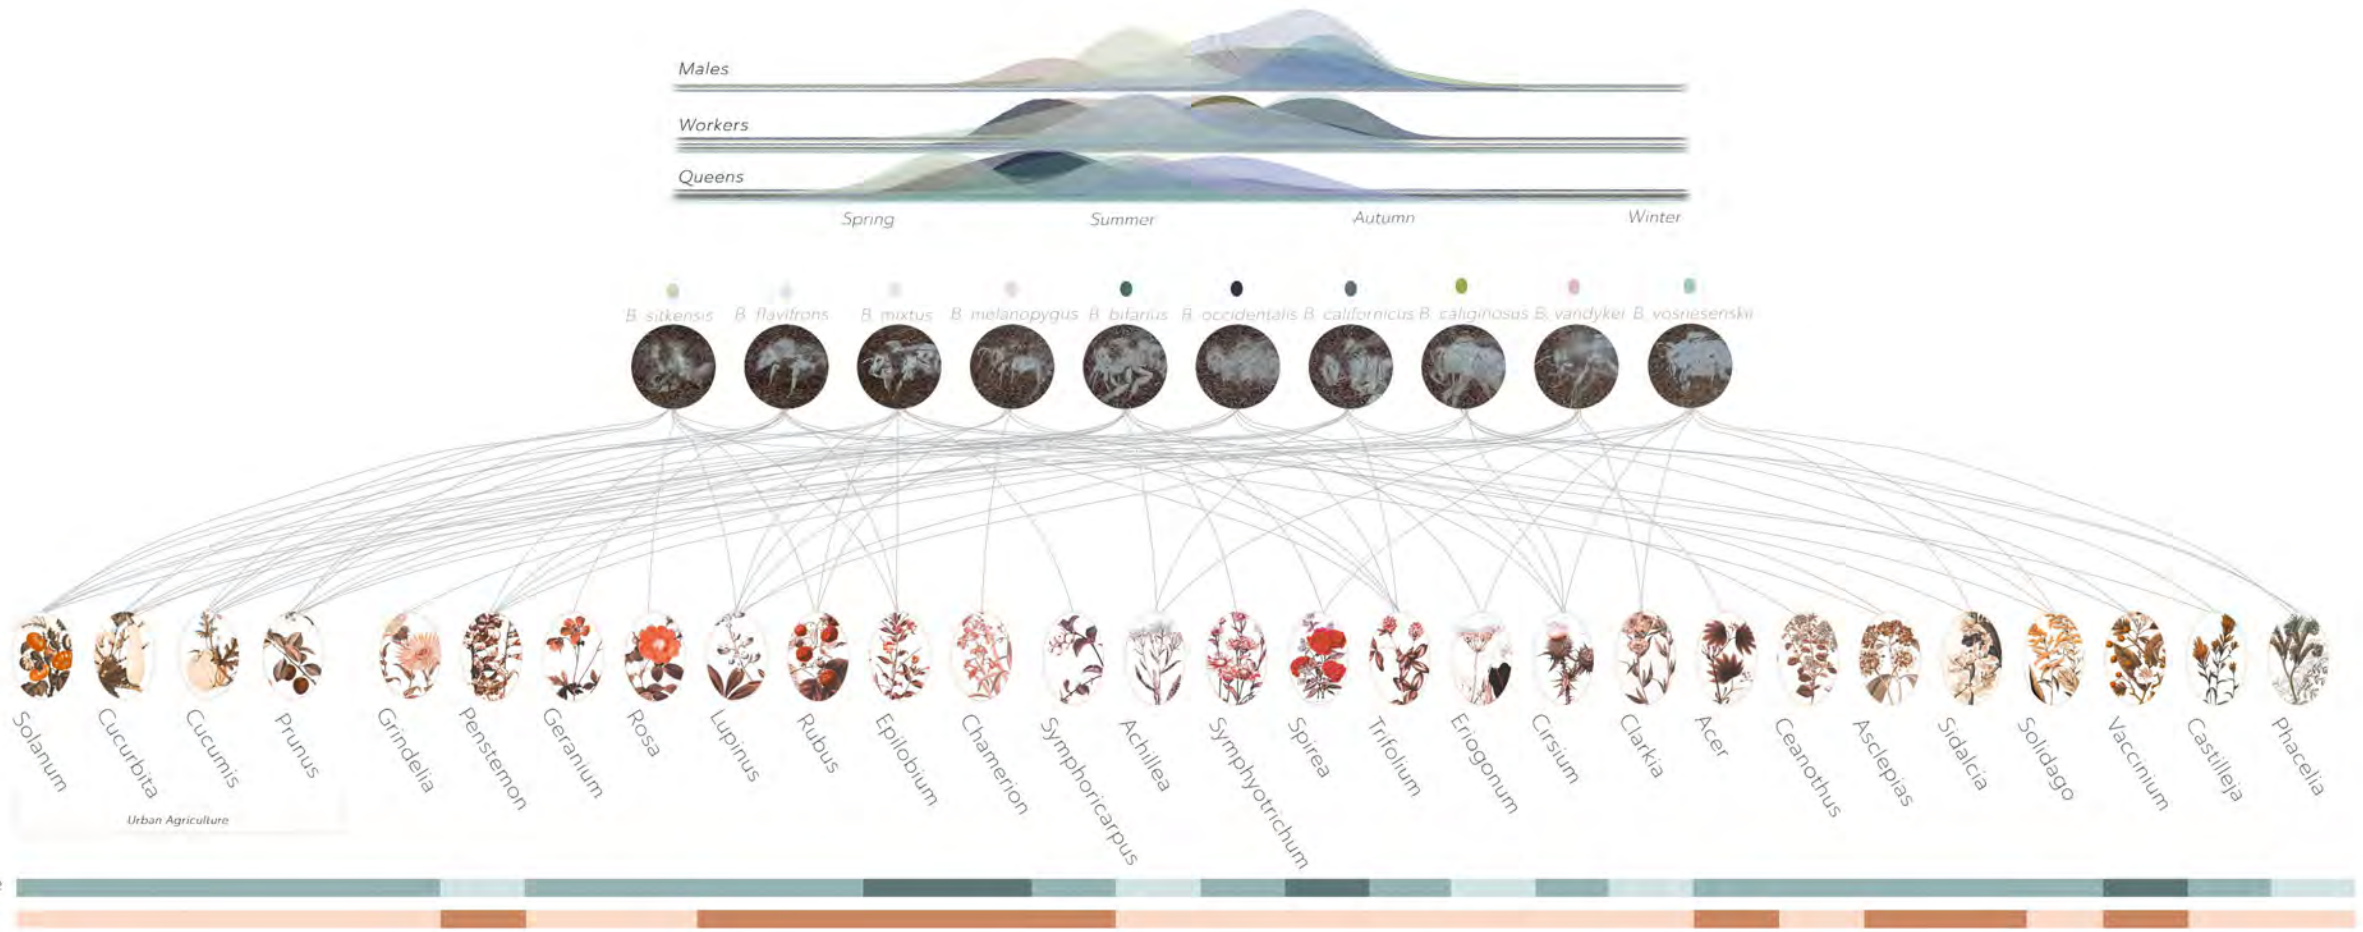 Males
Workers
Queens
Spring Summer Autumn Winter
B. sitkensis B. flavifrons B. mixtus B. melanopygus B. bifarius B. occidentalis B. californicus B. caliginosus B. vandykei B. vosnesenskii
Solanum Cucurbita Cucumis Prunus Grindelia Penstemon Geranium Rosa Lupinus Rubus Epilobium Chamerion Symphoricarpus Achillea Symphyotrichum Spirea Trifolium Eriogonum Cirsium Clarkia Acer Ceanothus Asclepias Sidalcia Solidago Vaccinium Castilleja Phacelia
Urban Agriculture